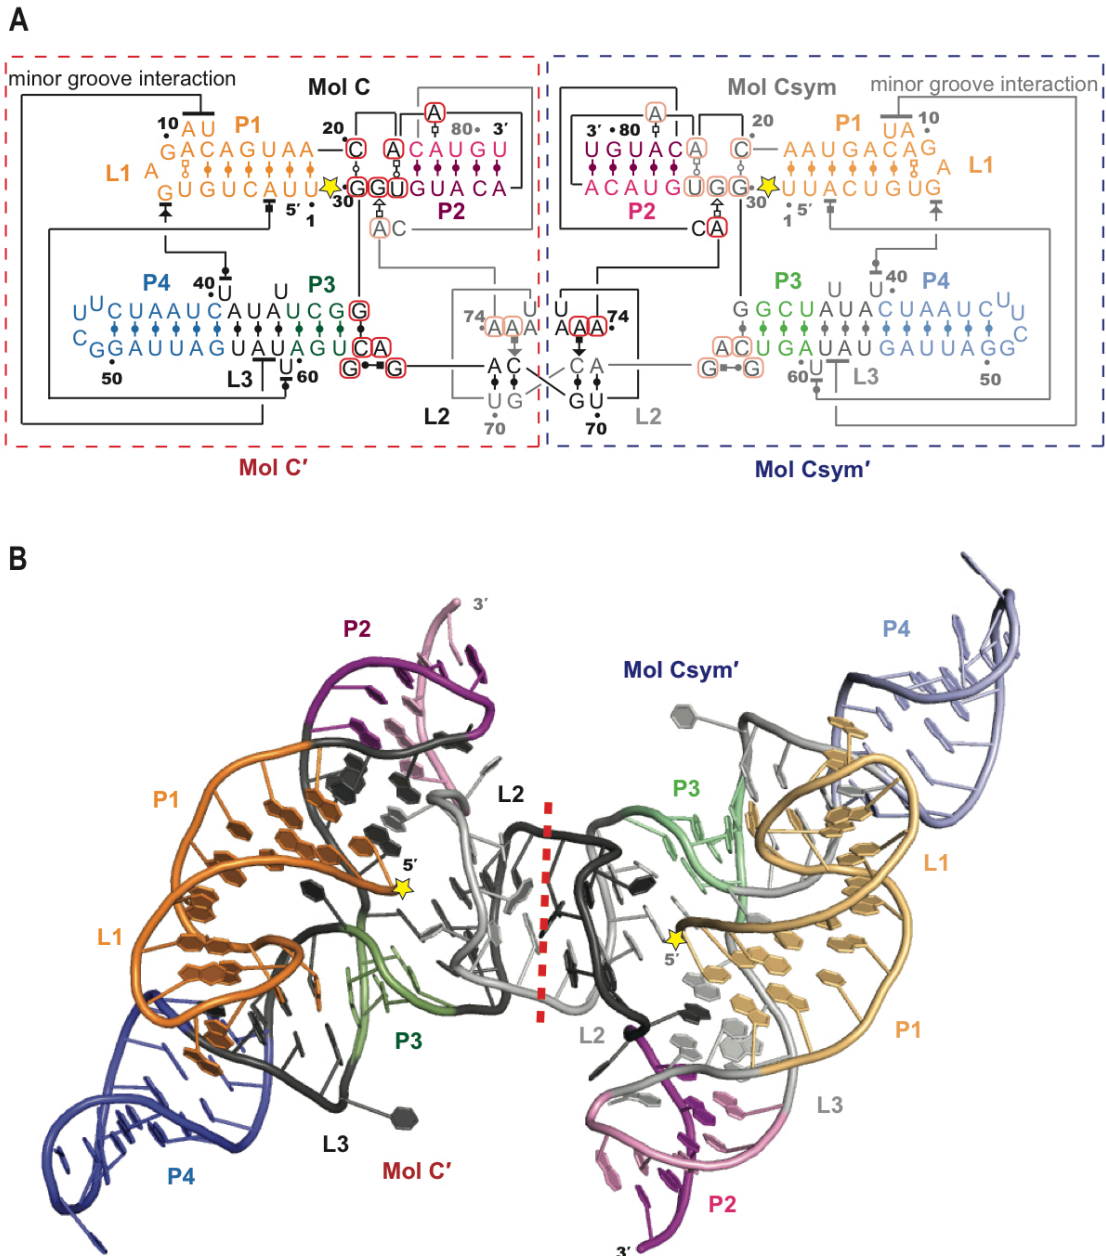 A
minor groove interaction Mol C Mol Csym minor groove interaction
A A
10 A U P1 20 80 3′ 3′ 80 20 P1 U A 10
G A C A G U A A C A C A U G U U G U A C A C A A U G A C A G
L1 A A L1
G U G U C A U U G G U G U A C A A C A U G U G G U U A C U G U G
5′ 1 30 P2 P2 30 1 5′
A C C A
P4 40 U U P3 P3 U U 40 P4
U U C U A A U C A U A U C G G G G C U A U A C U A A U C U U
74 A A A U U A A A 74
C G G A U U A G U A U A G U C A A C U G A U A U G A U U A G G C
50 L3 U 60 G G A C C A G G 60 U L3 50
L2 U G G U L2
70 70
Mol C′ Mol Csym′
B
3′
P2 P4
Mol Csym′
P1 L2 P3
5′ L1
L1 5′
P3 L2 P1
L3 L3
Mol C′
P4 P2
3′